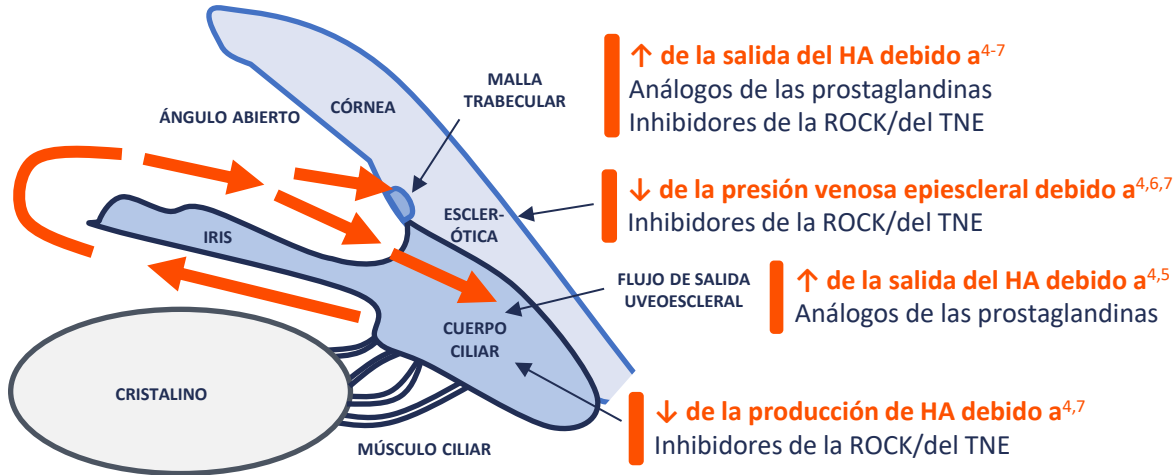 ↑ de la salida del HA debido a4-7
Análogos de las prostaglandinas
Inhibidores de la ROCK/del TNE
MALLA
TRABECULAR
CÓRNEA
ÁNGULO ABIERTO
↓ de la presión venosa epiescleral debido a4,6,7
Inhibidores de la ROCK/del TNE
ESCLER-
ÓTICA
IRIS
FLUJO DE SALIDA
UVEOESCLERAL
↑ de la salida del HA debido a4,5
Análogos de las prostaglandinas
CUERPO
CILIAR
CRISTALINO
MÚSCULO CILIAR
↓ de la producción de HA debido a4,7
Inhibidores de la ROCK/del TNE